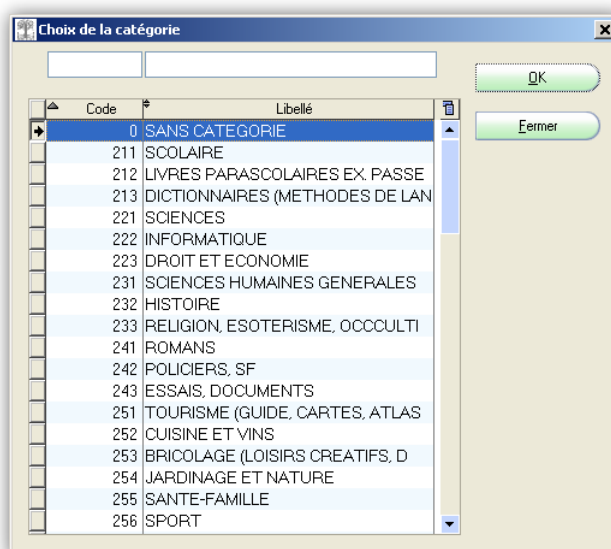 Choix de la catégorie
OK
Code Libellé
Fermer
0 SANS CATEGORIE
211 SCOLAIRE
212 LIVRES PARASCOLAIRES EX. PASSE
213 DICTIONNAIRES (METHODES DE LAN
221 SCIENCES
222 INFORMATIQUE
223 DROIT ET ECONOMIE
231 SCIENCES HUMAINES GENERALES
232 HISTOIRE
233 RELIGION, ESOTERISME, OCCCULTI
241 ROMANS
242 POLICIERS, SF
243 ESSAIS, DOCUMENTS
251 TOURISME (GUIDE, CARTES, ATLAS
252 CUISINE ET VINS
253 BRICOLAGE (LOISIRS CREATIFS, D
254 JARDINAGE ET NATURE
255 SANTE-FAMILLE
256 SPORT